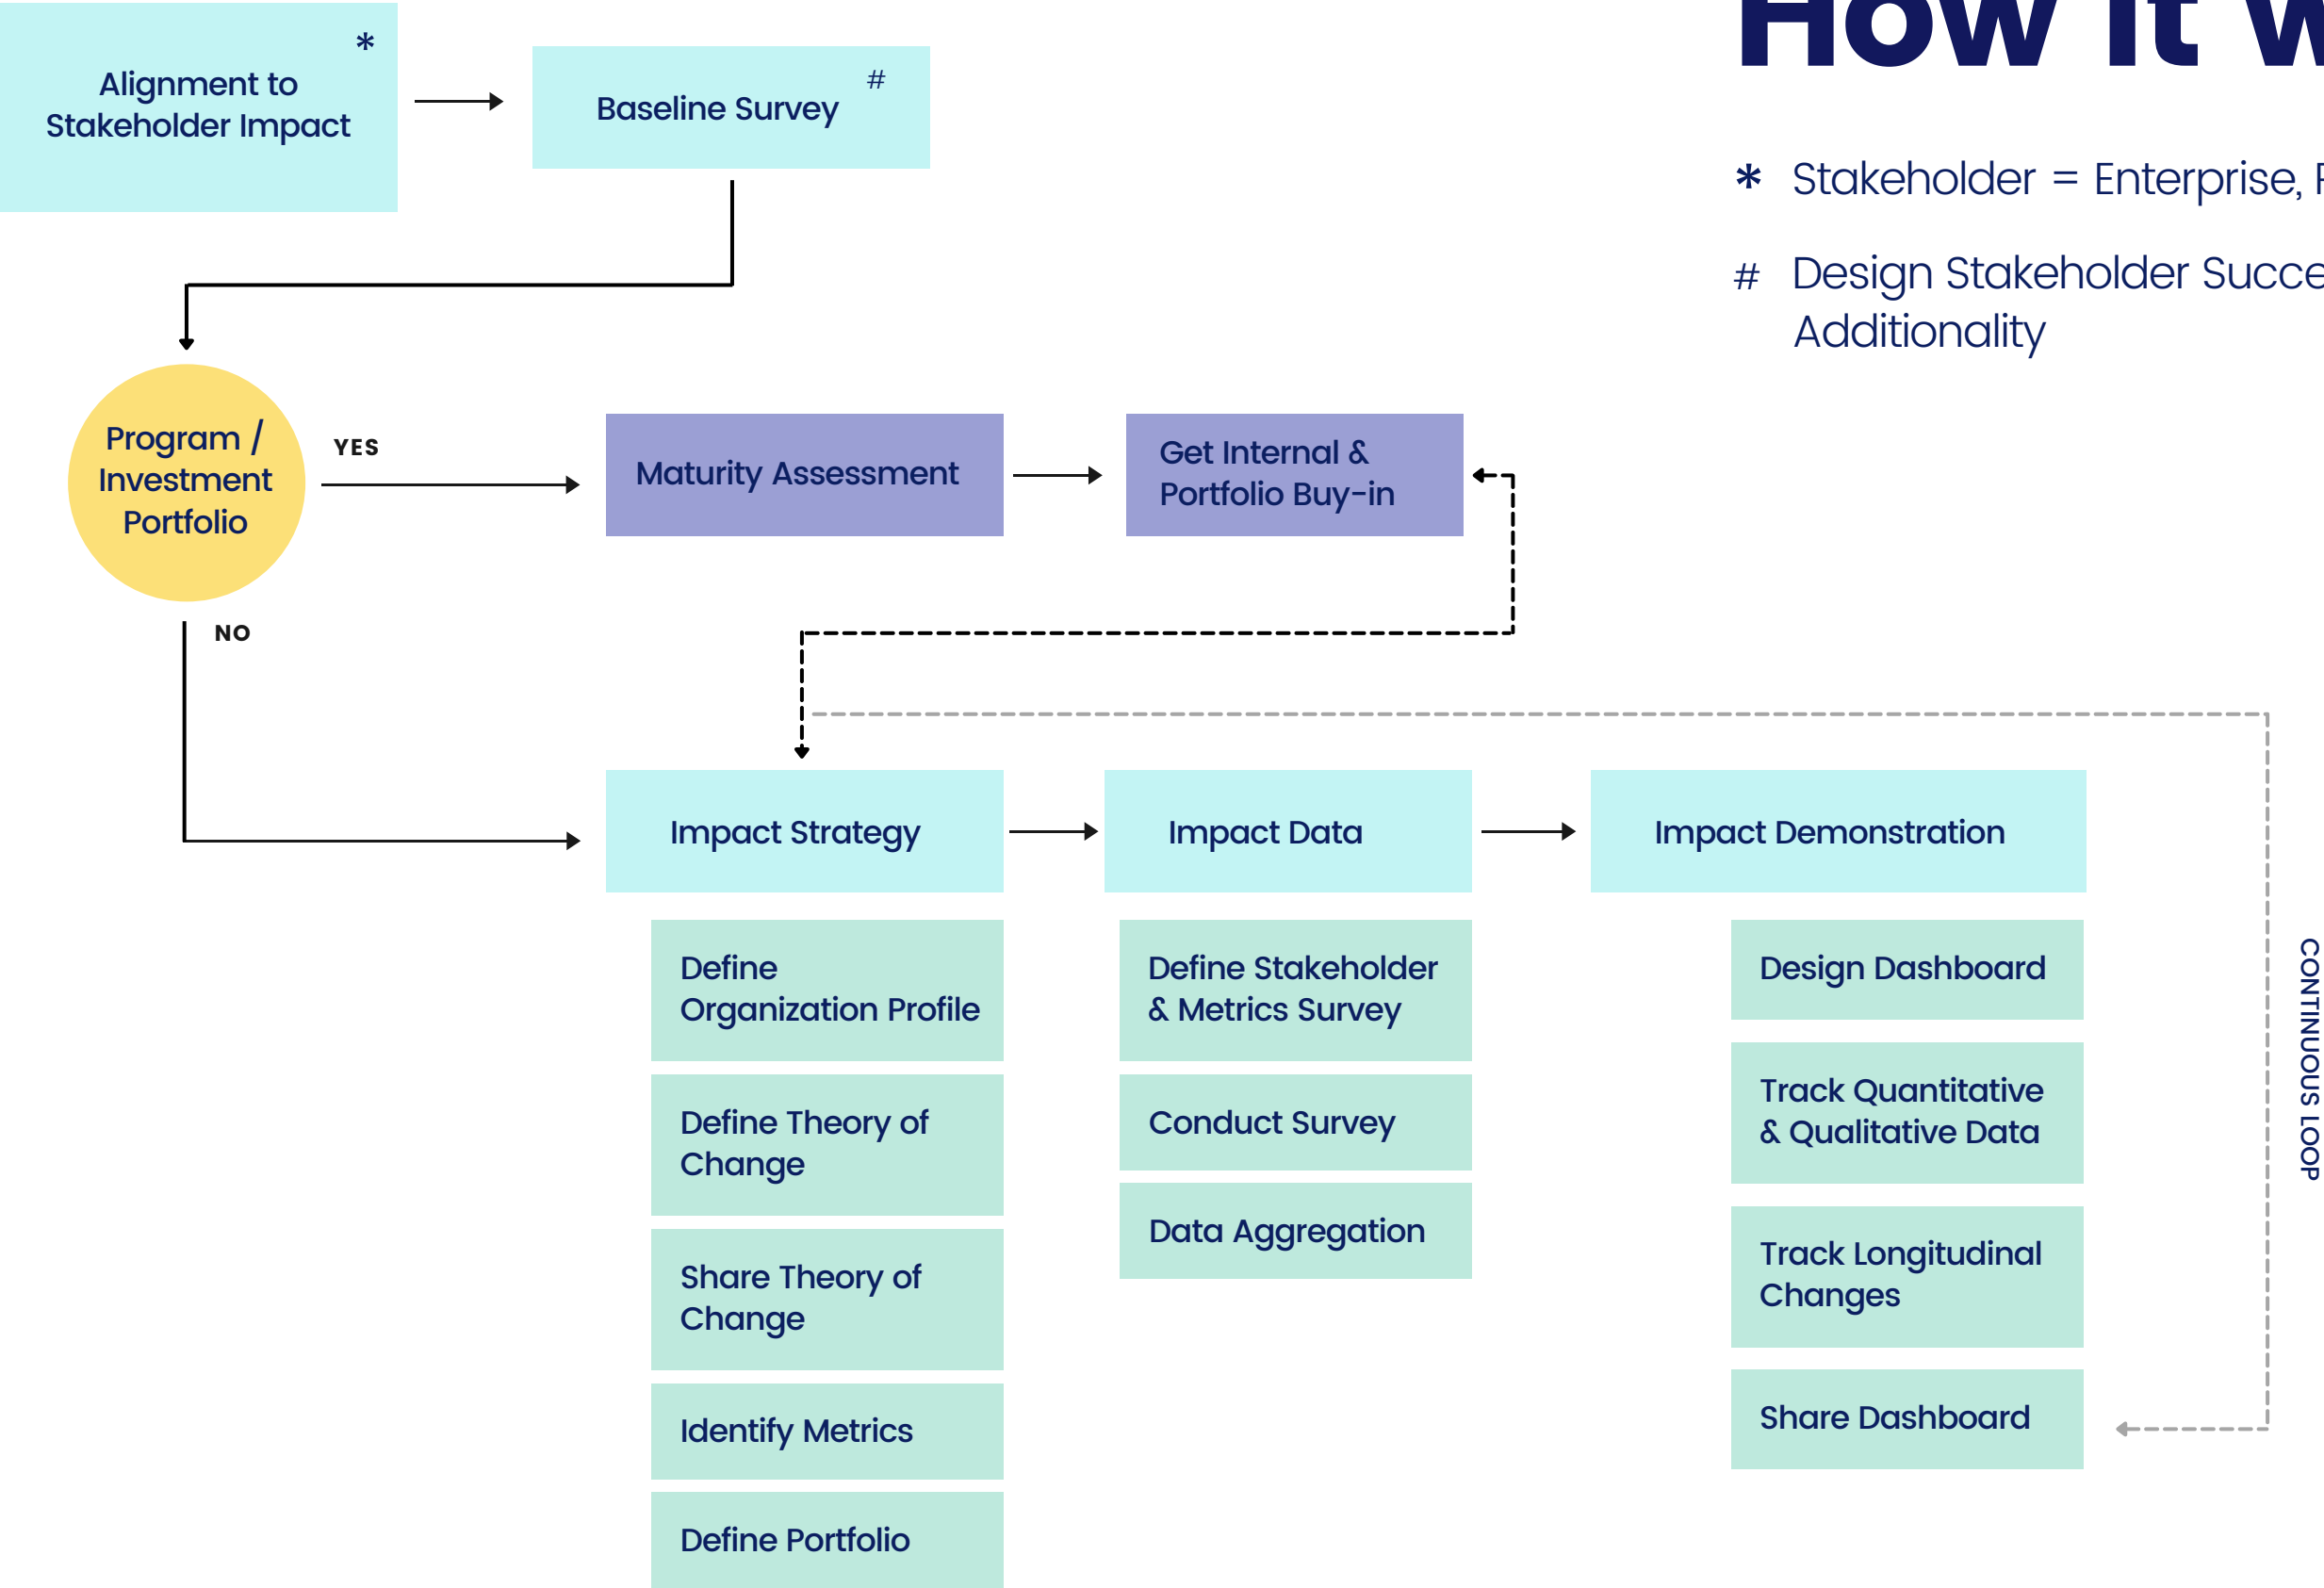 How it
*
Alignment to
Stakeholder Impact
#
Baseline Survey
* Stakeholder = Enterprise,
# Design Stakeholder
Additionality
Program /
Investment
Portfolio
YES
Maturity Assessment
Get Internal &
Portfolio Buy-in
NO
Impact Strategy
Impact Data
Impact Demonstration
Define
Organization Profile
Define Theory of
Change
Share Theory of
Change
Identify Metrics
Define Portfolio
Define Stakeholder
& Metrics Survey
Conduct Survey
Data Aggregation
Design Dashboard
Track Quantitative
& Qualitative Data
Track Longitudinal
Changes
Share Dashboard
CONTINUOUS LOOP